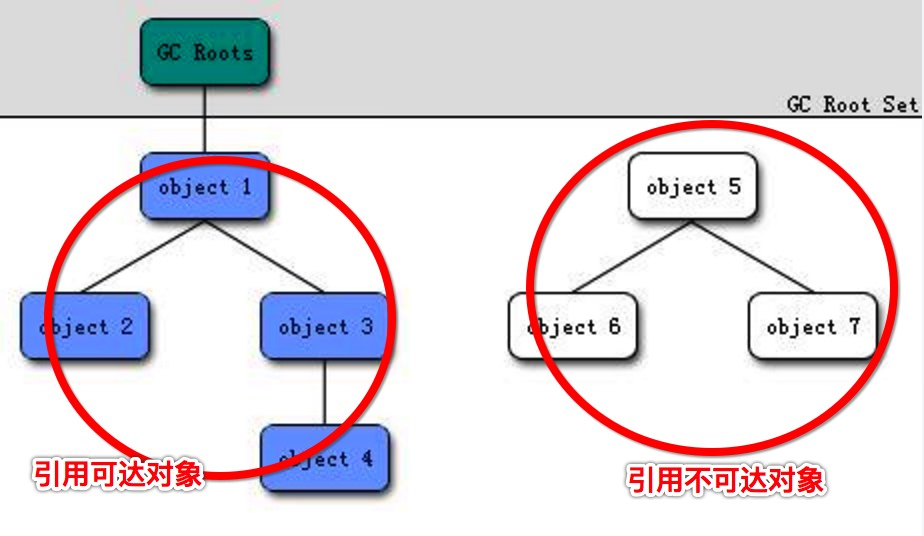 GC Roots
GC Root Set
object 1
object 5
object 2
object 3
object 6
object 7
object 4
引用可达对象
引用不可达对象